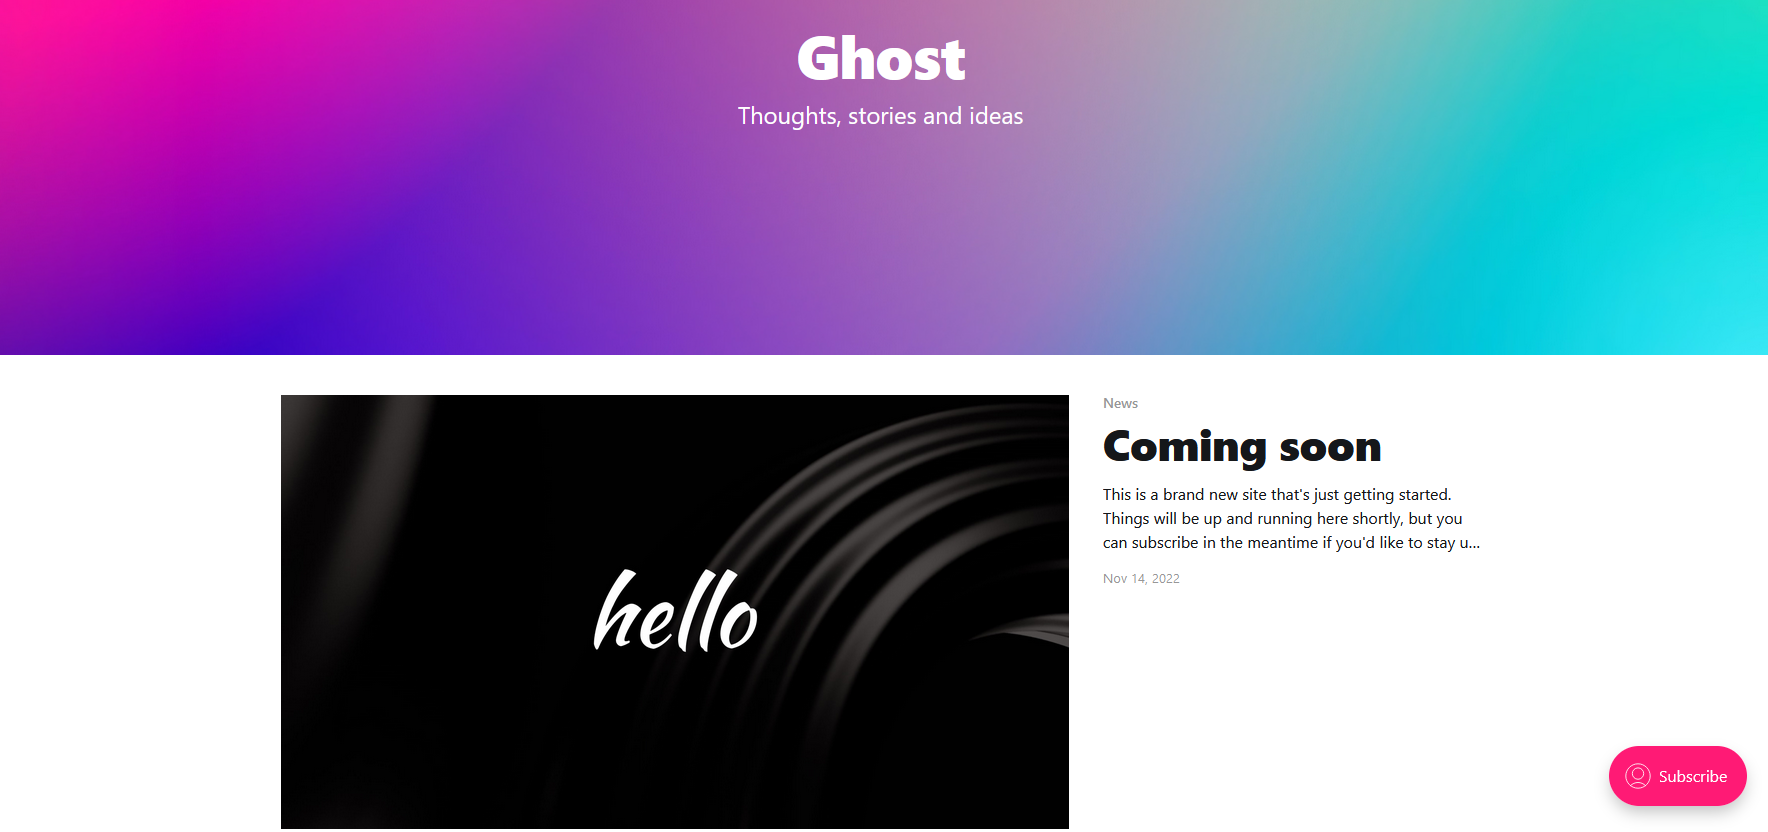 Ghost
Thoughts, stories and ideas
hello
News
Coming soon
This is a brand new site that's just getting started.
Things will be up and running here shortly, but you
can subscribe in the meantime if you'd like to stay u...
Nov 14, 2022
Subscribe